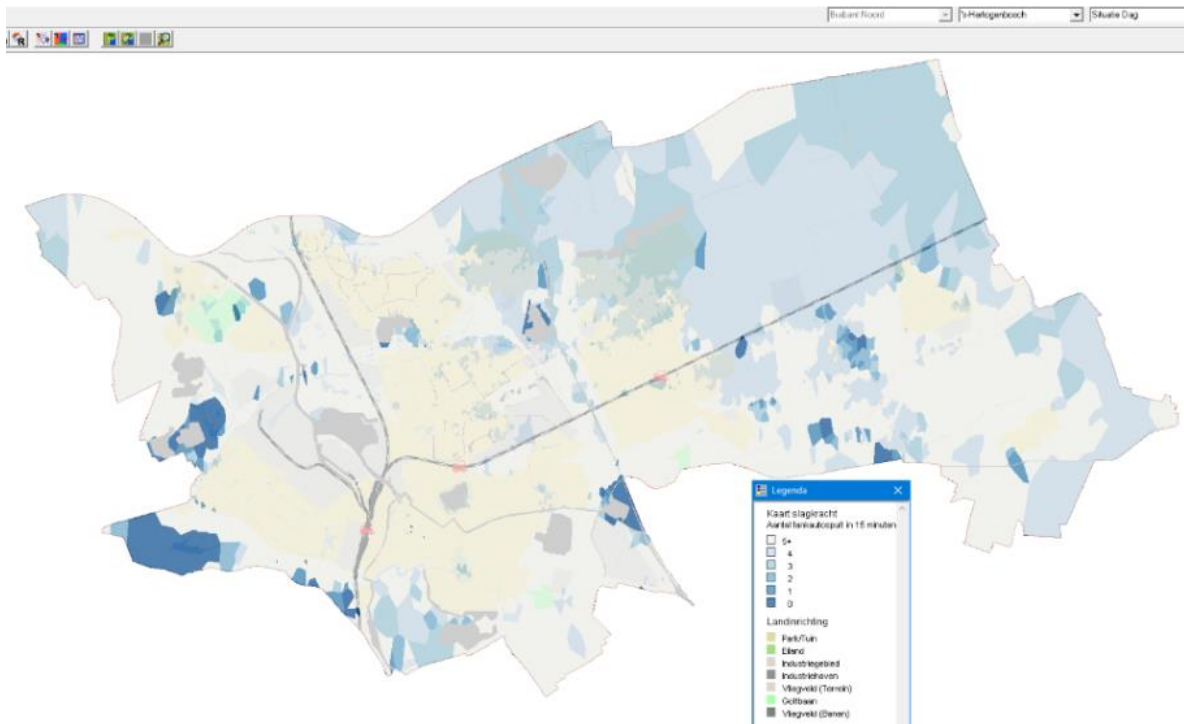 Brabant Noord
's-Hertogenbosch
Situatie Dag
R
Legenda
Kaart slagkracht
Aantal tankautospuit in 15 minuten
5+
4
3
2
1
0
Landinrichting
Park/Tuin
Eiland
Industriegebied
Industriehaven
Vliegveld (Terrein)
Golfbaan
Vliegveld (Banen)